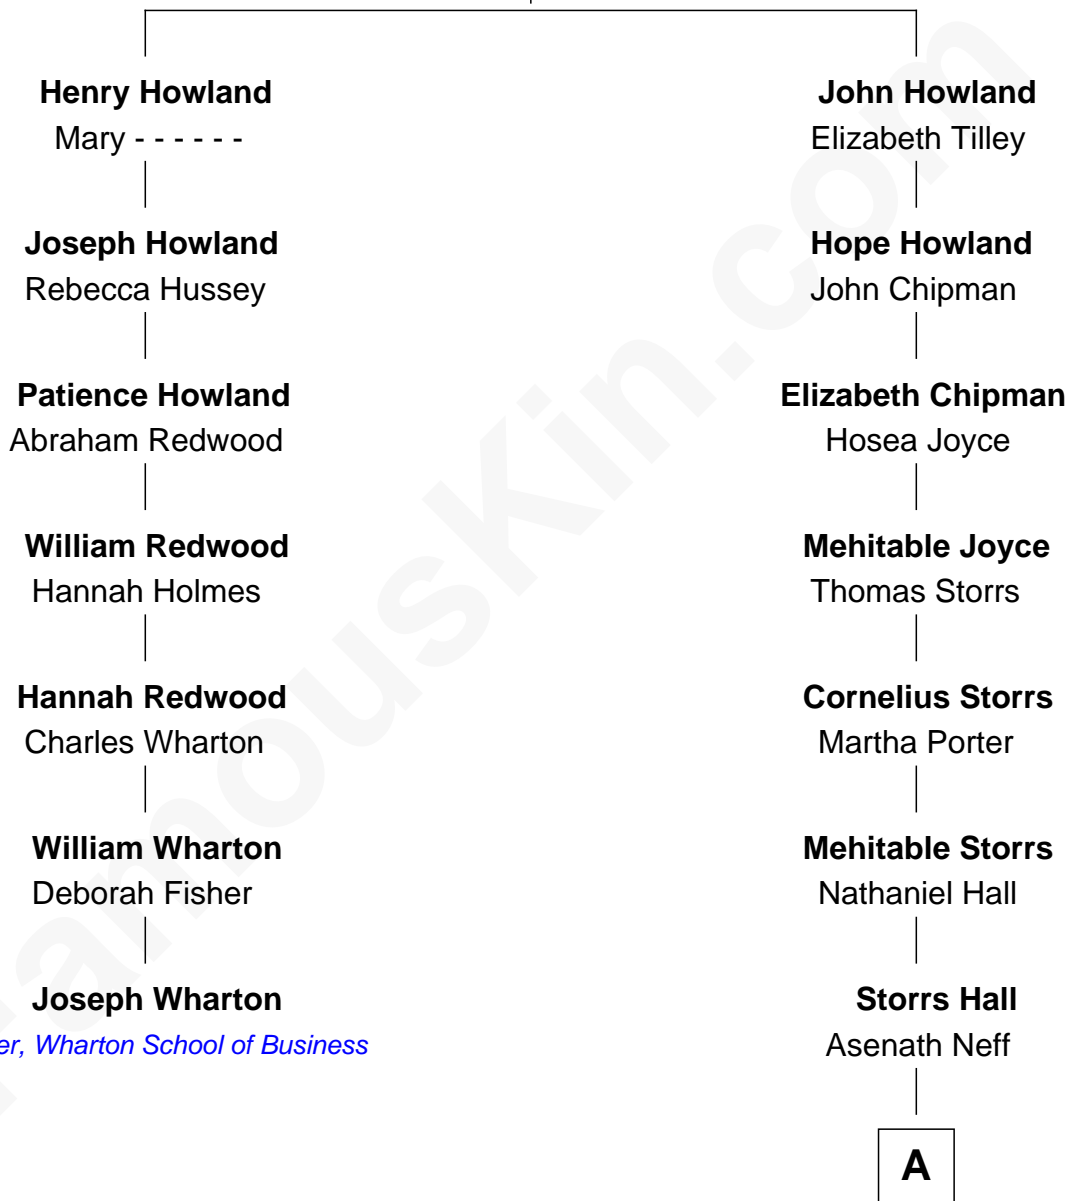 Henry Howland
Mary - - - - - -
Joseph Howland
Rebecca Hussey
Patience Howland
Abraham Redwood
William Redwood
Hannah Holmes
Hannah Redwood
Charles Wharton
William Wharton
Deborah Fisher
Joseph Wharton
er, Wharton School of Business
John Howland
Elizabeth Tilley
Hope Howland
John Chipman
Elizabeth Chipman
Hosea Joyce
Mehitable Joyce
Thomas Storrs
Cornelius Storrs
Martha Porter
Mehitable Storrs
Nathaniel Hall
Storrs Hall
Asenath Neff
A
FamousKin.com